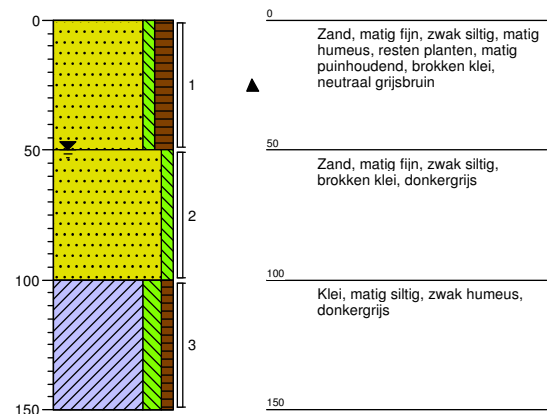 0
50
100
150
1
2
3
0
Zand, matig fijn, zwak siltig, matig
humeus, resten planten, matig
puinhoudend, brokken klei,
neutraal grijsbruin
50
Zand, matig fijn, zwak siltig,
brokken klei, donkergrijs
100
Klei, matig siltig, zwak humeus,
donkergrijs
150